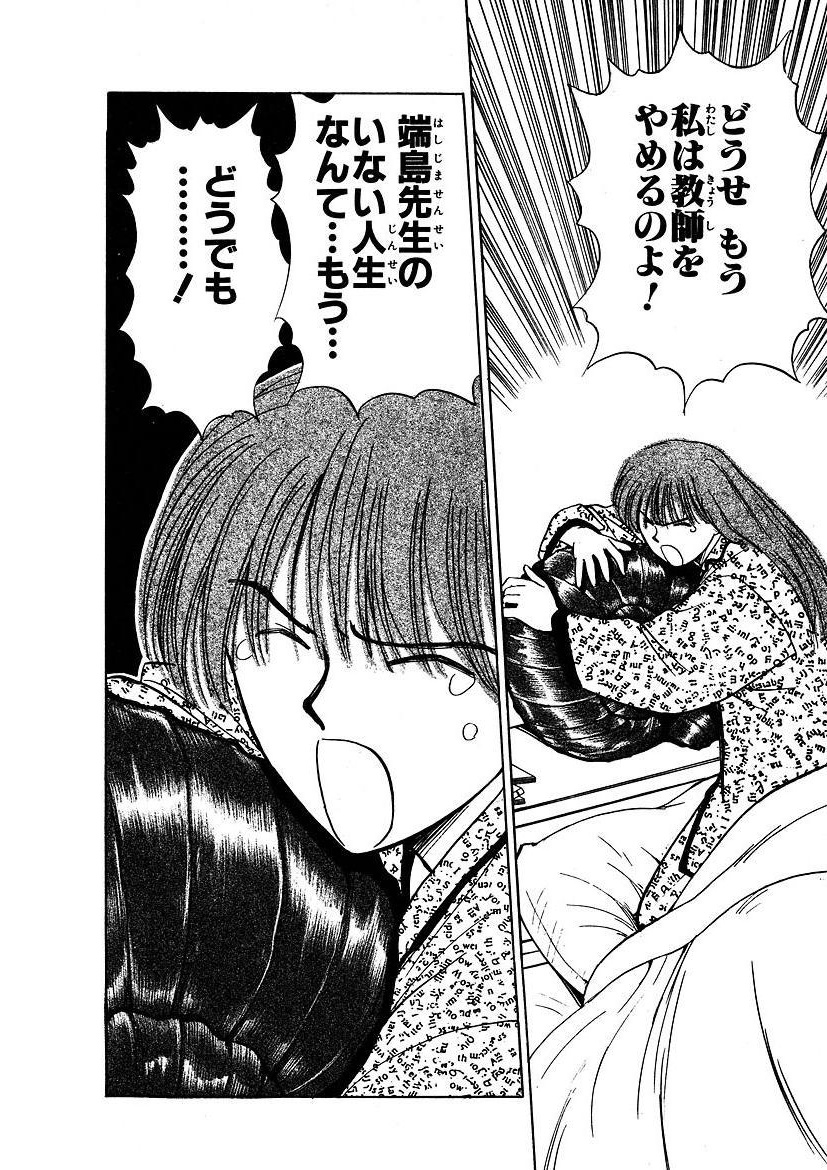 どうせ もう
私は教師を
やめるのよ!
端島先生の
いない人生
なんて…もう…
どうでも
………!